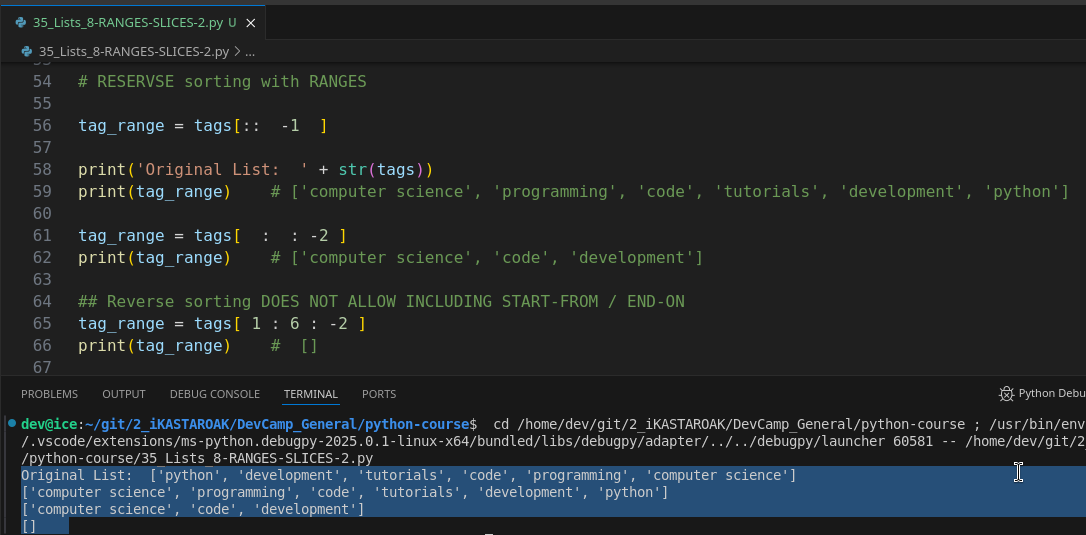 35_Lists_8-RANGES-SLICES-2.py U
35_Lists_8-RANGES-SLICES-2.py > ...
54 # RESERVSE sorting with RANGES
55
56 tag_range = tags[::  -1  ]
57
58 print('Original List:  ' + str(tags))
59 print(tag_range)    # ['computer science', 'programming', 'code', 'tutorials', 'development', 'python']
60
61 tag_range = tags[  :  : -2 ]
62 print(tag_range)    # ['computer science', 'code', 'development']
63
64 ## Reverse sorting DOES NOT ALLOW INCLUDING START-FROM / END-ON
65 tag_range = tags[ 1 : 6 : -2 ]
66 print(tag_range)    #  []
67
PROBLEMS OUTPUT DEBUG CONSOLE TERMINAL PORTS Python Debu
dev@ice:~/git/2_iKASTAROAK/DevCamp_General/python-course$  cd /home/dev/git/2_iKASTAROAK/DevCamp_General/python-course ; /usr/bin/env
/.vscode/extensions/ms-python.debugpy-2025.0.1-linux-x64/bundled/libs/debugpy/adapter/../../debugpy/launcher 60581 -- /home/dev/git/2_
/python-course/35_Lists_8-RANGES-SLICES-2.py
Original List:  ['python', 'development', 'tutorials', 'code', 'programming', 'computer science']
['computer science', 'programming', 'code', 'tutorials', 'development', 'python']
['computer science', 'code', 'development']
[]